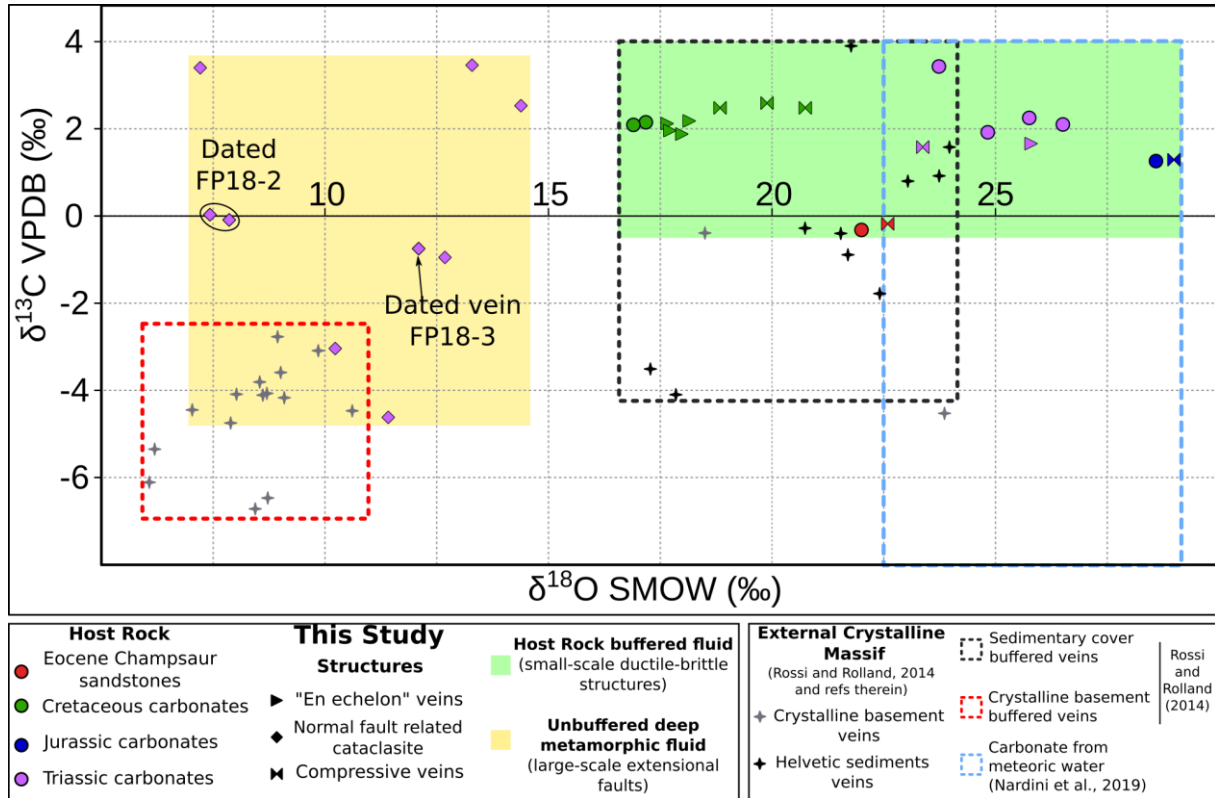 4
2
0
-2
-4
-6
δ13C VPDB (‰)
10
15
20
25
Dated
FP18-2
Dated vein
FP18-3
δ18O SMOW (‰)
Host Rock
Eocene Champsaur
sandstones
Cretaceous carbonates
Jurassic carbonates
Triassic carbonates
This Study
Structures
"En echelon" veins
Normal fault related
cataclasite
Compressive veins
Host Rock buffered fluid
(small-scale ductile-brittle
structures)
Unbuffered deep
metamorphic fluid
(large-scale extensional
faults)
External Crystalline
Massif
(Rossi and Rolland, 2014
and refs therein)
Crystalline basement
veins
Helvetic sediments
veins
Sedimentary cover
buffered veins
Crystalline basement
buffered veins
Rossi
and
Rolland
(2014)
Carbonate from
meteoric water
(Nardini et al., 2019)